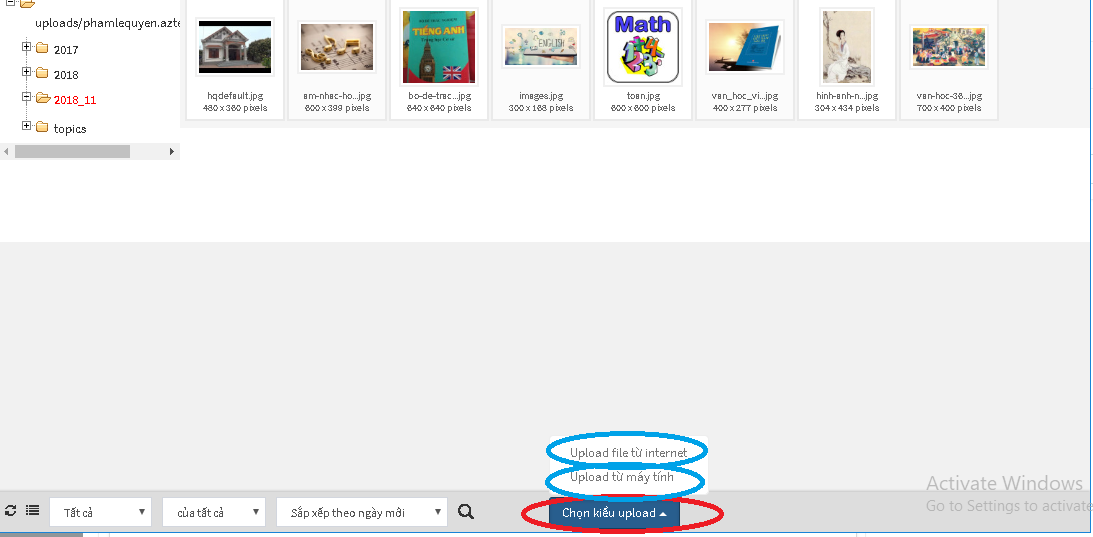 uploads/phamlequyen.azte
2017
2018
2018_11
topics
TIẾNG ANH
ENGLISH
Math
hqdefault.jpg
480 x 360 pixels
am-nhac-ho...jpg
600 x 399 pixels
bo-de-trac...jpg
640 x 640 pixels
images.jpg
300 x 168 pixels
toan.jpg
600 x 600 pixels
van_hoc_vi...jpg
400 x 277 pixels
hinh-anh-n...jpg
304 x 434 pixels
van-hoc-36...jpg
700 x 400 pixels
Upload file từ internet
Upload từ máy tính
Activate Windows
Go to Settings to activate
Tất cả
của tất cả
Sắp xếp theo ngày mới
Chọn kiểu upload